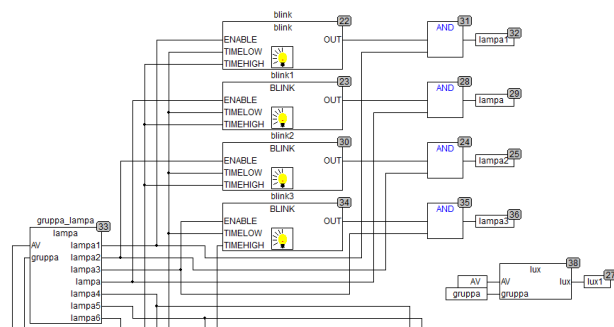 blink
22
blink
ENABLE OUT
TIMELOW
TIMEHIGH
AND
31
32
lampa1
blink1
23
BLINK
ENABLE OUT
TIMELOW
TIMEHIGH
AND
28
29
lampa
blink2
30
BLINK
ENABLE OUT
TIMELOW
TIMEHIGH
AND
24
25
lampa2
blink3
34
BLINK
ENABLE OUT
TIMELOW
TIMEHIGH
AND
35
36
lampa3
gruppa_lampa
33
lampa
AV lampa1
gruppa lampa2
lampa3
lampa
lampa4
lampa5
lampa6
38
lux
27
AV AV lux lux1
gruppa gruppa